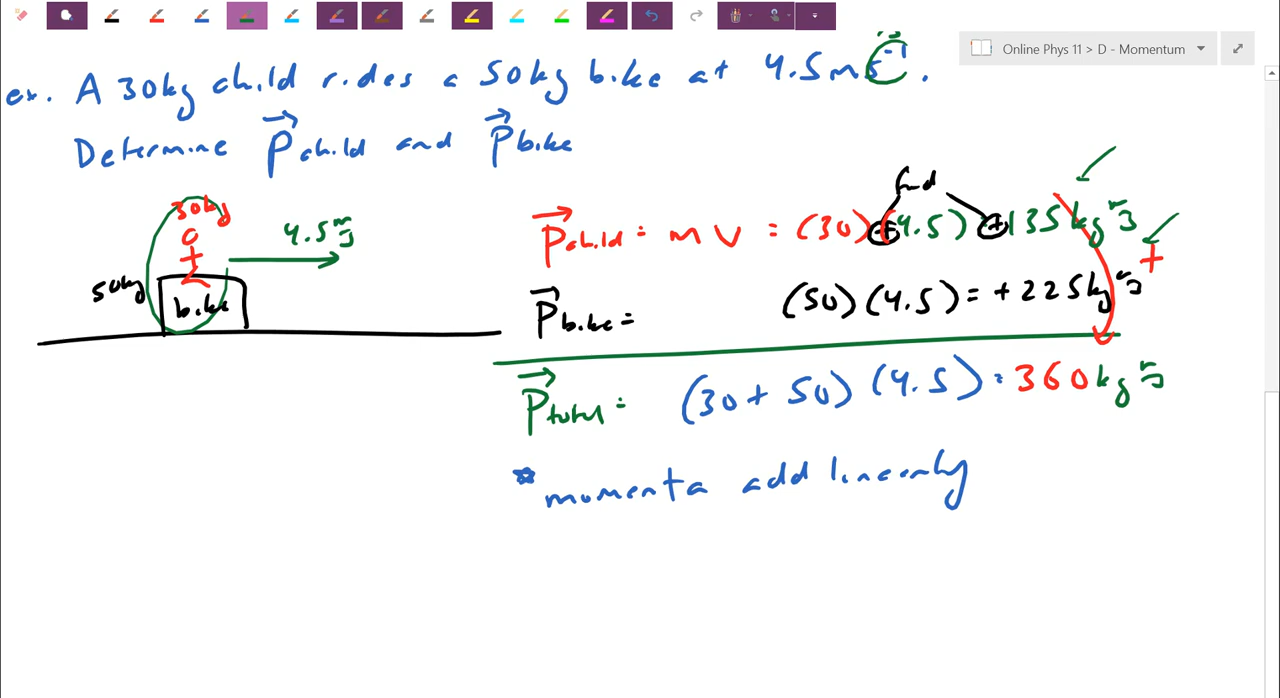 Online Phys 11 > D - Momentum
ex. A 30kg child rides a 50kg bike at 4.5ms⁻¹.
Determine P⃗child and P⃗bike
fwd
30kg
4.5 m/s
50kg
bike
P⃗child = mv = (30)(+4.5) = +135 kg m/s
+
P⃗bike = (50)(4.5) = +225 kg m/s
P⃗total = (30 + 50)(4.5) = 360 kg m/s
*momenta add linearly